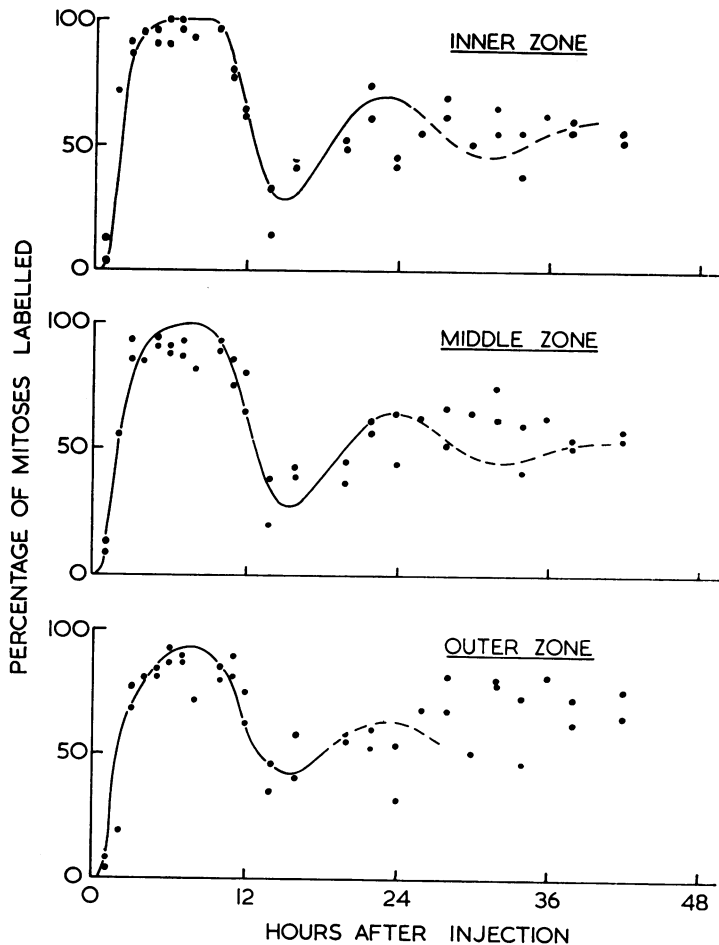 100
50
0
INNER ZONE
100
50
0
MIDDLE ZONE
100
50
0
OUTER ZONE
0 12 24 36 48
HOURS AFTER INJECTION
PERCENTAGE OF MITOSES LABELLED